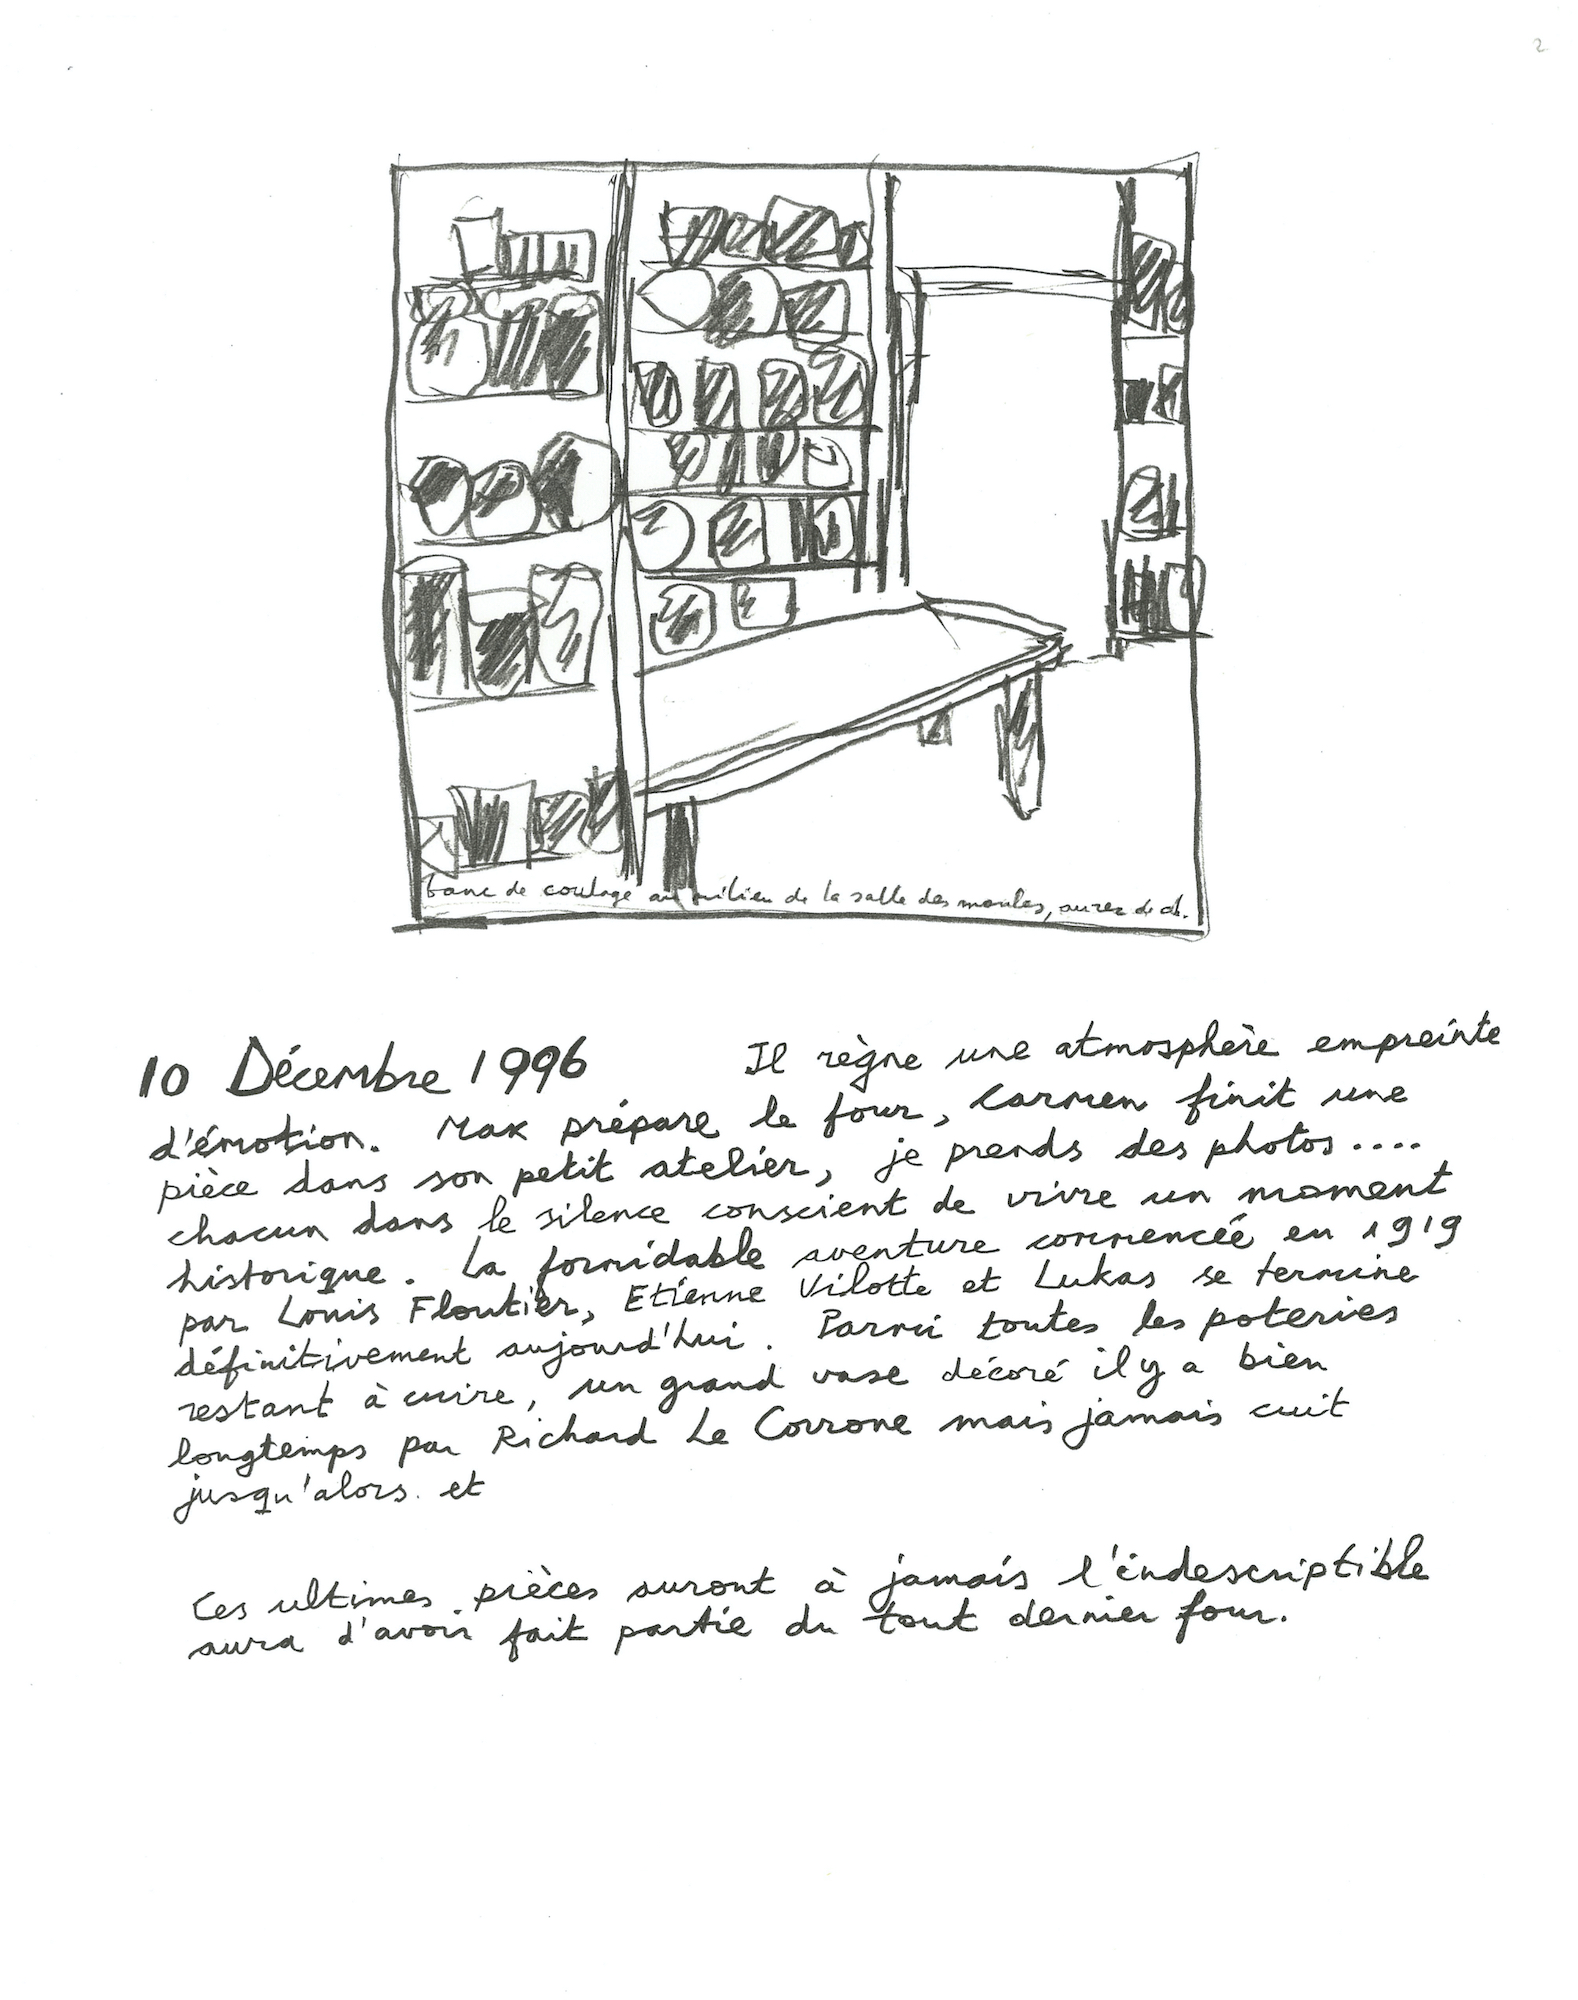 2
banc de coulage au milieu de la salle des moules, au rez de ch.
10 Décembre 1996 Il règne une atmosphère empreinte
d'émotion. Max prépare le four, Carmen finit une
pièce dans son petit atelier, je prends des photos....
chacun dans le silence conscient de vivre un moment
historique. La formidable aventure commencée en 1919
par Louis Floutier, Etienne Vilotte et Lukas se termine
définitivement aujourd'hui. Parmi toutes les poteries
restant à cuire, un grand vase décoré il y a bien
longtemps par Richard Le Corrone mais jamais cuit
jusqu'alors. et
Ces ultimes pièces auront à jamais l'indescriptible
aura d'avoir fait partie du tout dernier four.